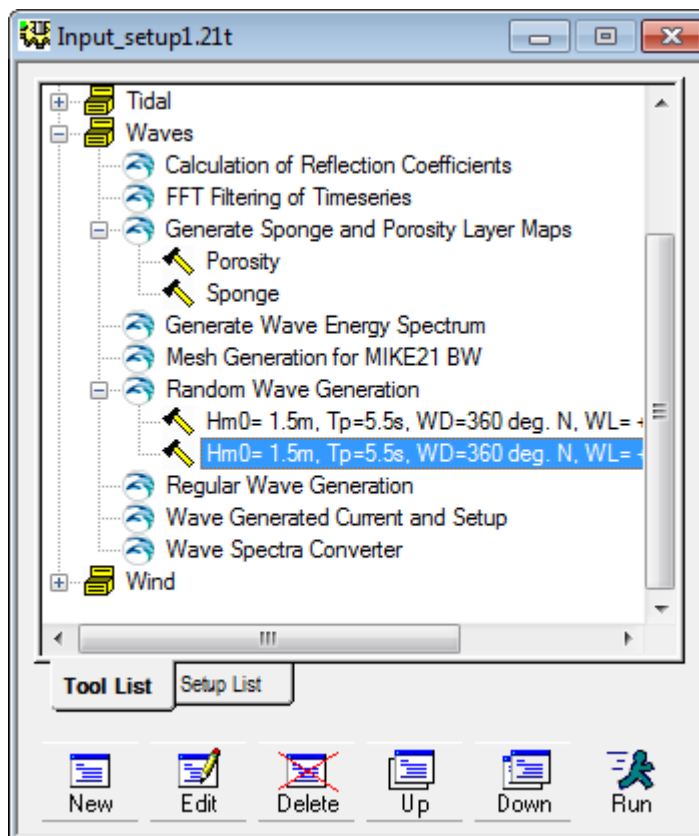 Input_setup1.21t
Tidal
Waves
Calculation of Reflection Coefficients
FFT Filtering of Timeseries
Generate Sponge and Porosity Layer Maps
Porosity
Sponge
Generate Wave Energy Spectrum
Mesh Generation for MIKE21 BW
Random Wave Generation
Hm0= 1.5m, Tp=5.5s, WD=360 deg. N, WL= +
Hm0= 1.5m, Tp=5.5s, WD=360 deg. N, WL= +
Regular Wave Generation
Wave Generated Current and Setup
Wave Spectra Converter
Wind
Tool List Setup List
New Edit Delete Up Down Run